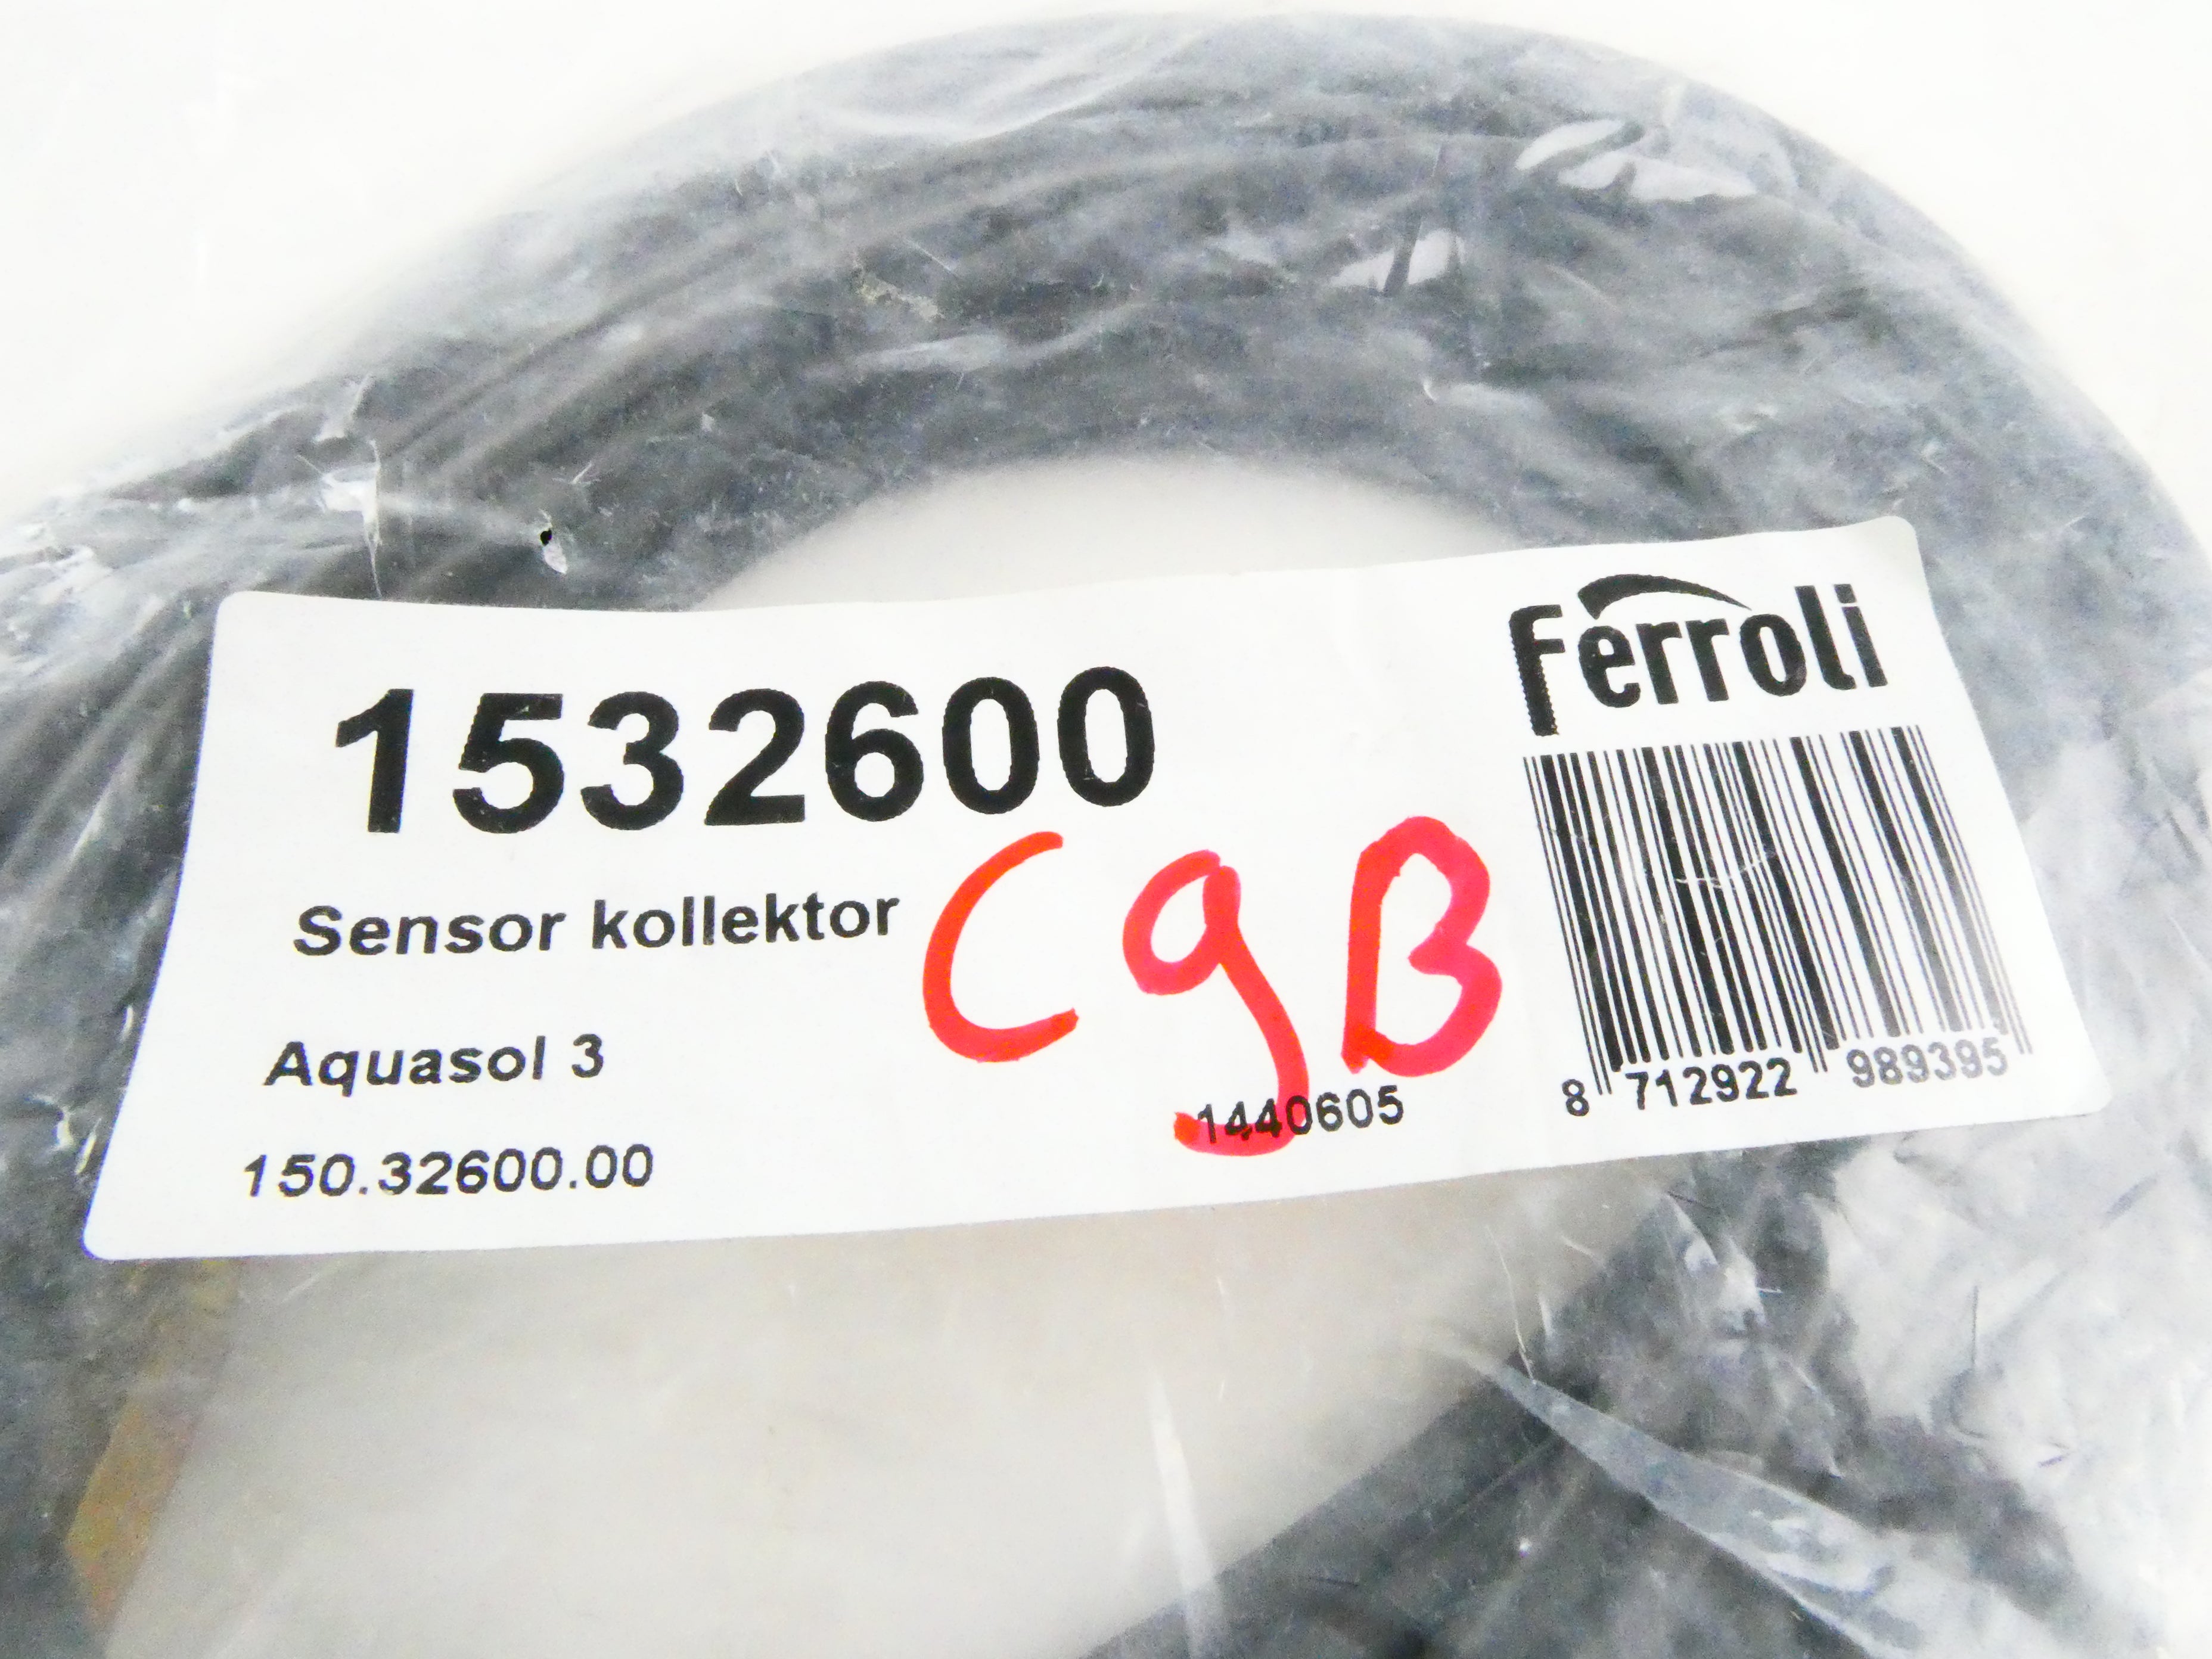 Ferroli
1532600
C9B
Sensor kollektor
Aquasol 3
150.32600.00
1440605
8 712922 989395